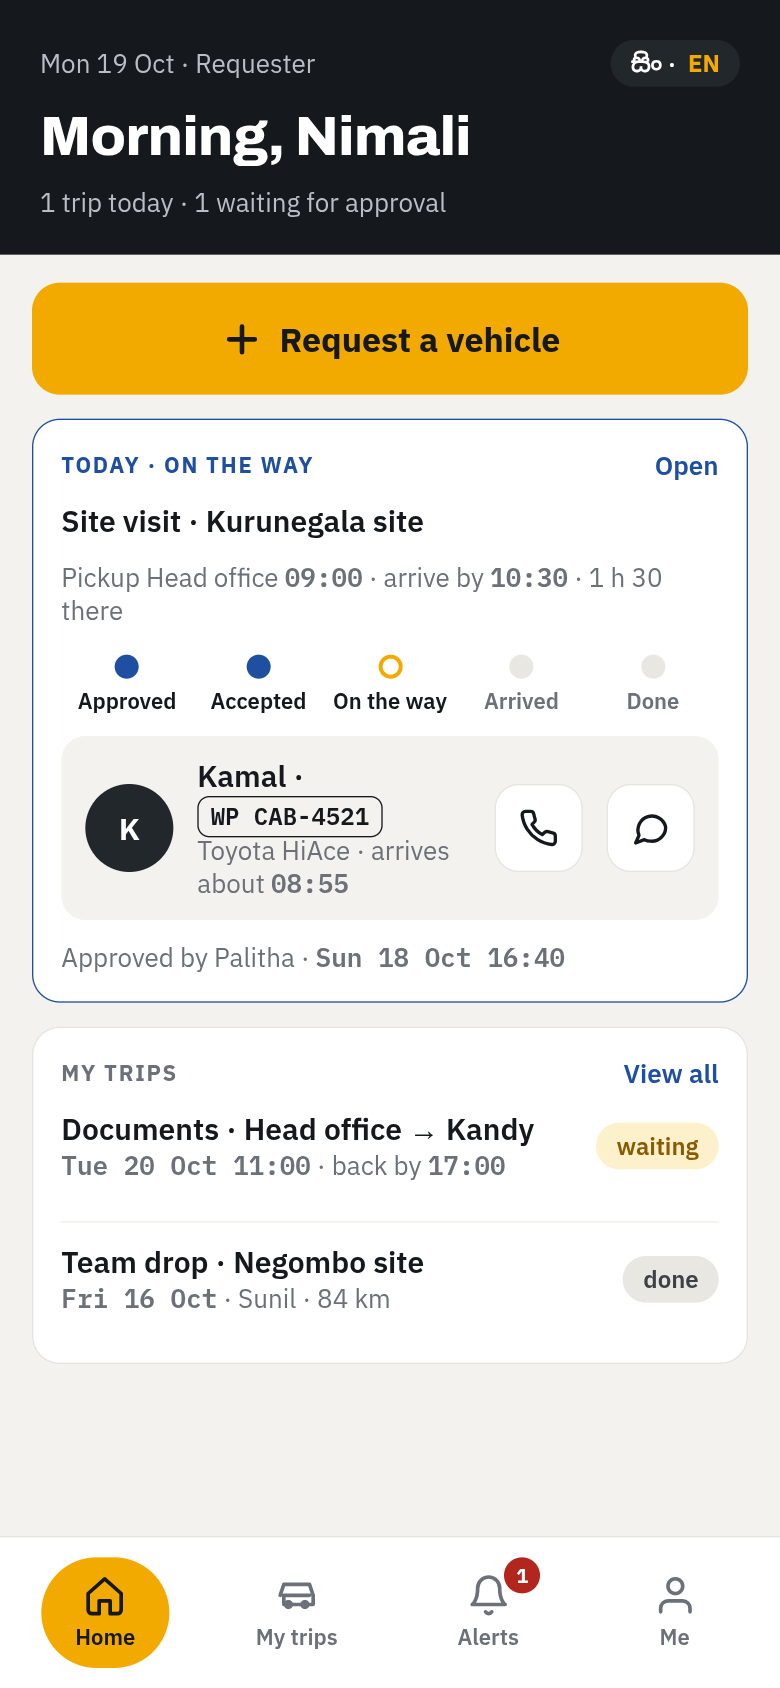 Mon 19 Oct · Requester
සිං · EN
Morning, Nimali
1 trip today · 1 waiting for approval
Request a vehicle
TODAY · ON THE WAY
Open
Site visit · Kurunegala site
Pickup Head office 09:00 · arrive by 10:30 · 1 h 30
there
Approved
Accepted
On the way
Arrived
Done
K
Kamal ·
WP CAB-4521
Toyota HiAce · arrives
about 08:55
Approved by Palitha · Sun 18 Oct 16:40
MY TRIPS
View all
Documents · Head office → Kandy
Tue 20 Oct 11:00 · back by 17:00
waiting
Team drop · Negombo site
Fri 16 Oct · Sunil · 84 km
done
1
Home
My trips
Alerts
Me